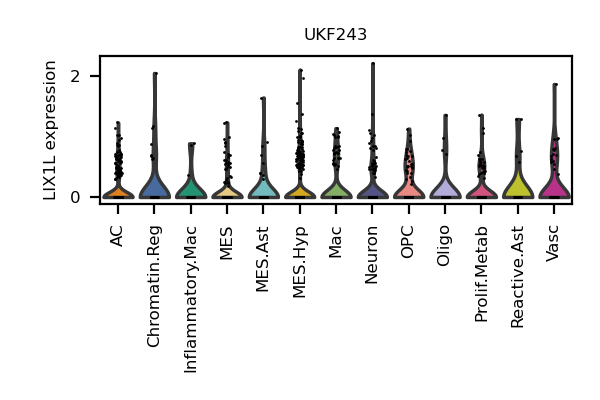 UKF243
LIX1L expression
2
0
AC
Chromatin.Reg
Inflammatory.Mac
MES
MES.Ast
MES.Hyp
Mac
Neuron
OPC
Oligo
Prolif.Metab
Reactive.Ast
Vasc